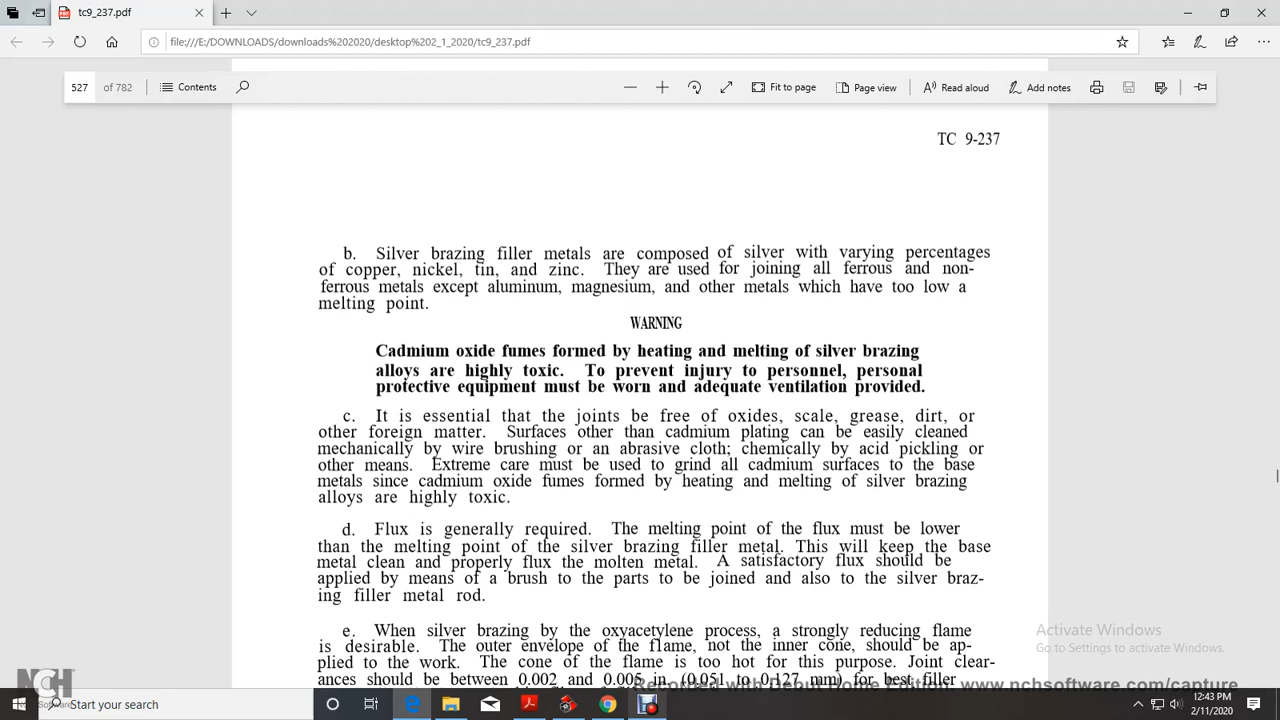 tc9_237.pdf
file:///E:/DOWNLOADS/downloads%202020/desktop%202_1_2020/tc9_237.pdf
527 of 782 Contents Fit to page Page view Read aloud Add notes
TC 9-237
b. Silver brazing filler metals are composed of silver with varying percentages
of copper, nickel, tin, and zinc. They are used for joining all ferrous and non-
ferrous metals except aluminum, magnesium, and other metals which have too low a
melting point.
WARNING
Cadmium oxide fumes formed by heating and melting of silver brazing
alloys are highly toxic. To prevent injury to personnel, personal
protective equipment must be worn and adequate ventilation provided.
c. It is essential that the joints be free of oxides, scale, grease, dirt, or
other foreign matter. Surfaces other than cadmium plating can be easily cleaned
mechanically by wire brushing or an abrasive cloth; chemically by acid pickling or
other means. Extreme care must be used to grind all cadmium surfaces to the base
metals since cadmium oxide fumes formed by heating and melting of silver brazing
alloys are highly toxic.
d. Flux is generally required. The melting point of the flux must be lower
than the melting point of the silver brazing filler metal. This will keep the base
metal clean and properly flux the molten metal. A satisfactory flux should be
applied by means of a brush to the parts to be joined and also to the silver braz-
ing filler metal rod.
e. When silver brazing by the oxyacetylene process, a strongly reducing flame
is desirable. The outer envelope of the flame, not the inner cone, should be ap-
plied to the work. The cone of the flame is too hot for this purpose. Joint clear-
ances should be between 0.002 and 0.005 in. (0.051 to 0.127 mm) for best filler
Activate Windows
Go to Settings to activate Windows.
Recorded with Debut Home Edition: www.nchsoftware.com/capture
NCH
Software
Start your search
12:43 PM
2/11/2020